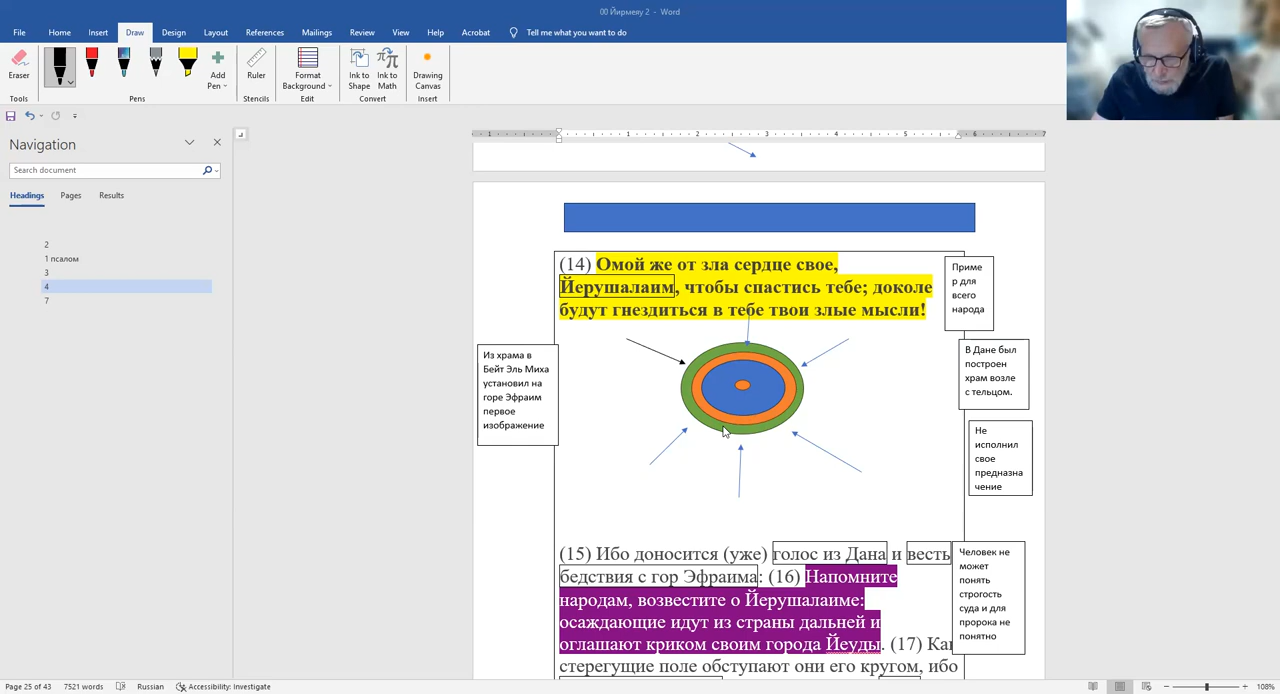 00 Йирмеяу 2 - Word
File Home Insert Draw Design Layout References Mailings Review View Help Acrobat Tell me what you want to do
Eraser
Add Pen
Ruler
Format Background
Ink to Shape
Ink to Math
Drawing Canvas
Tools
Pens
Stencils
Edit
Convert
Insert
Navigation
Search document
Headings Pages Results
2
1 псалом
3
4
7
1 1 2 3 4 5 6 7
(14) Омой же от зла сердце свое,
Йерушалаим, чтобы спастись тебе; доколе
будут гнездиться в тебе твои злые мысли!
Приме
р для
всего
народа
Из храма в
Бейт Эль Миха
установил на
горе Эфраим
первое
изображение
В Дане был
построен
храм возле
с тельцом.
Не
исполнил
свое
предназна
чение
(15) Ибо доносится (уже) голос из Дана и весть
бедствия с гор Эфраима: (16) Напомните
народам, возвестите о Йерушалаиме:
осаждающие идут из страны дальней и
оглашают криком своим города Йеуды. (17) Как
стерегущие поле обступают они его кругом, ибо
Человек не
может
понять
строгость
суда и для
пророка не
понятно
Page 25 of 43 7521 words Russian Accessibility: Investigate 108%